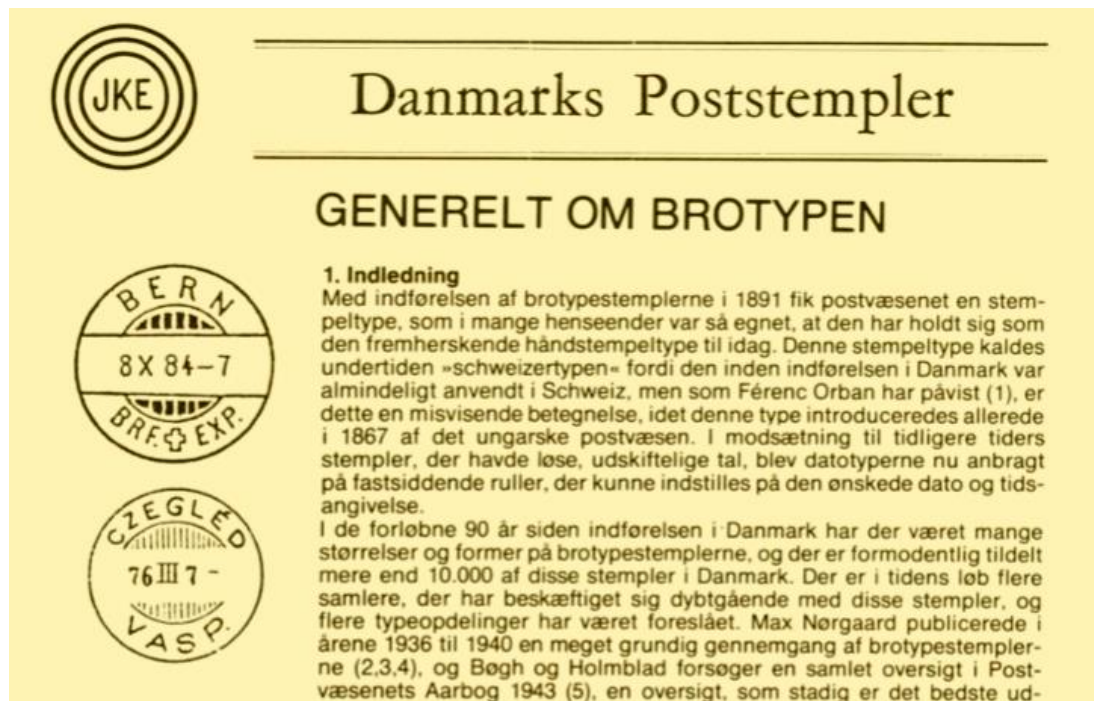 JKE
Danmarks Poststempler
GENERELT OM BROTYPEN
BERN
8 X 84-7
BRF. EXP.
CZEGLÉD
76 III 7 -
VASP.
1. Indledning
Med indførelsen af brotypestemplerne i 1891 fik postvæsenet en stem-
peltype, som i mange henseender var så egnet, at den har holdt sig som
den fremherskende håndstempeltype til idag. Denne stempeltype kaldes
undertiden »schweizertypen« fordi den inden indførelsen i Danmark var
almindeligt anvendt i Schweiz, men som Férenc Orban har påvist (1), er
dette en misvisende betegnelse, idet denne type introduceredes allerede
i 1867 af det ungarske postvæsen. I modsætning til tidligere tiders
stempler, der havde løse, udskiftelige tal, blev datotyperne nu anbragt
på fastsiddende ruller, der kunne indstilles på den ønskede dato og tids-
angivelse.
I de forløbne 90 år siden indførelsen i Danmark har der været mange
størrelser og former på brotypestemplerne, og der er formodentlig tildelt
mere end 10.000 af disse stempler i Danmark. Der er i tidens løb flere
samlere, der har beskæftiget sig dybtgående med disse stempler, og
flere typeopdelinger har været foreslået. Max Nørgaard publicerede i
årene 1936 til 1940 en meget grundig gennemgang af brotypestempler-
ne (2,3,4), og Bøgh og Holmblad forsøger en samlet oversigt i Post-
væsenets Aarbog 1943 (5), en oversigt, som stadig er det bedste ud-